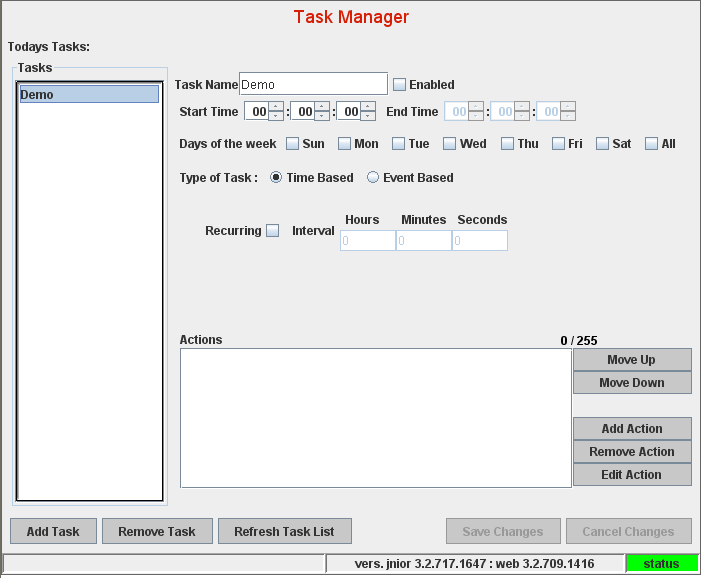 Task Manager
Todays Tasks:
Tasks
Demo
Task Name Demo Enabled
Start Time 00 : 00 : 00 End Time 00 : 00 : 00
Days of the week Sun Mon Tue Wed Thu Fri Sat All
Type of Task : Time Based Event Based
Hours Minutes Seconds
Recurring Interval 0 0 0
Actions 0 / 255
Move Up
Move Down
Add Action
Remove Action
Edit Action
Add Task Remove Task Refresh Task List Save Changes Cancel Changes
vers. jnior 3.2.717.1647 : web 3.2.709.1416 status